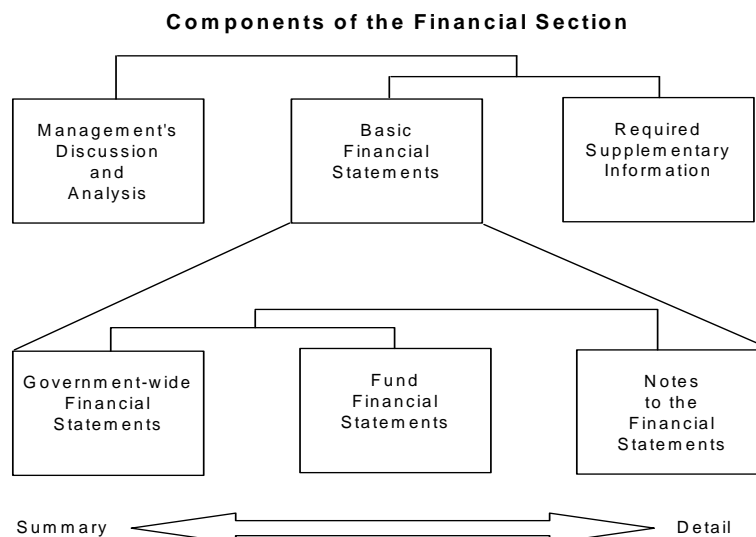 Components of the Financial Section
Management's
Discussion
and
Analysis
Basic
Financial
Statements
Required
Supplementary
Information
Government-wide
Financial
Statements
Fund
Financial
Statements
Notes
to the
Financial
Statements
Summary
Detail